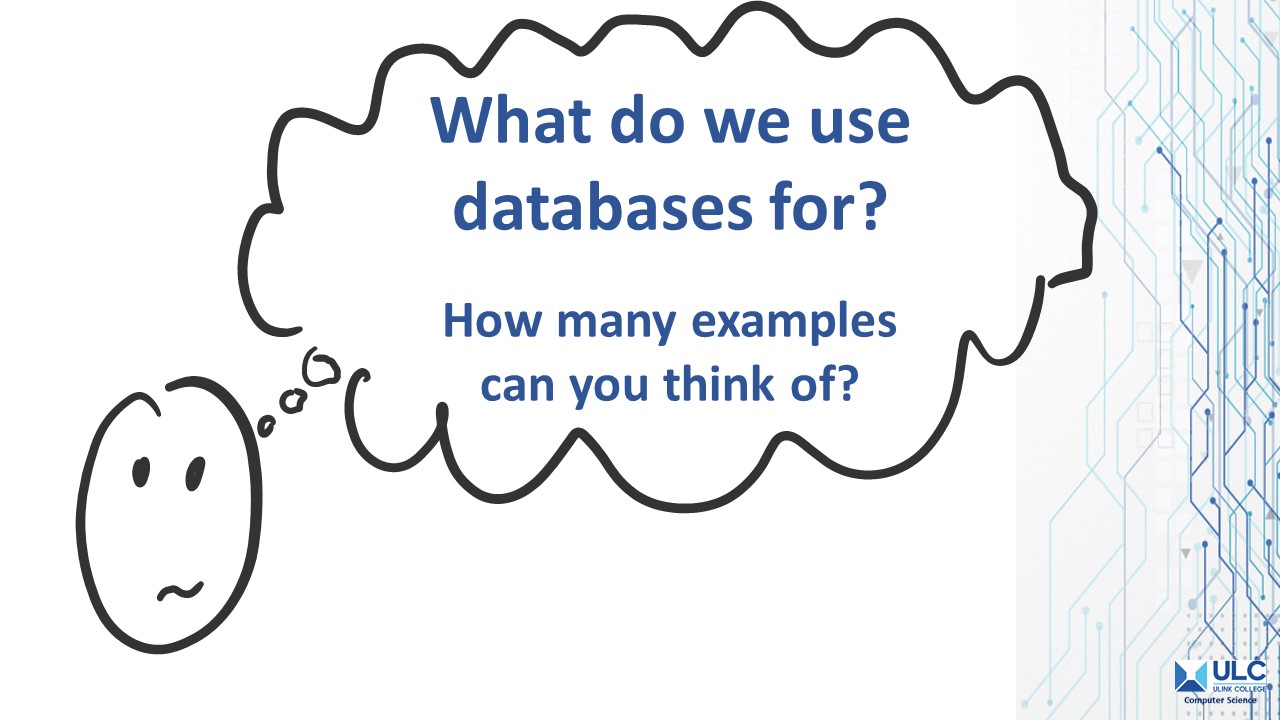 What do we use
databases for?
How many examples
can you think of?
ULC
ULINK COLLEGE
Computer Science